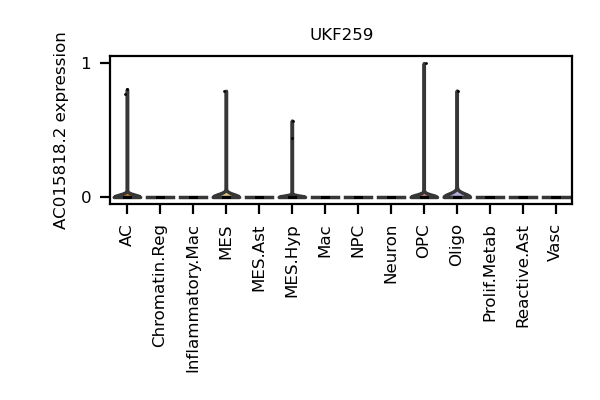 UKF259
AC015818.2 expression
1
0
AC
Chromatin.Reg
Inflammatory.Mac
MES
MES.Ast
MES.Hyp
Mac
NPC
Neuron
OPC
Oligo
Prolif.Metab
Reactive.Ast
Vasc